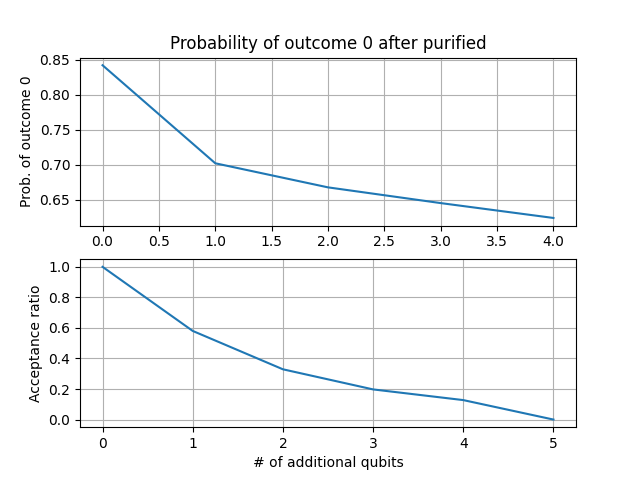 Probability of outcome 0 after purified
Prob. of outcome 0
0.85
0.80
0.75
0.70
0.65
0.0 0.5 1.0 1.5 2.0 2.5 3.0 3.5 4.0
Acceptance ratio
1.0
0.8
0.6
0.4
0.2
0.0
0 1 2 3 4 5
# of additional qubits